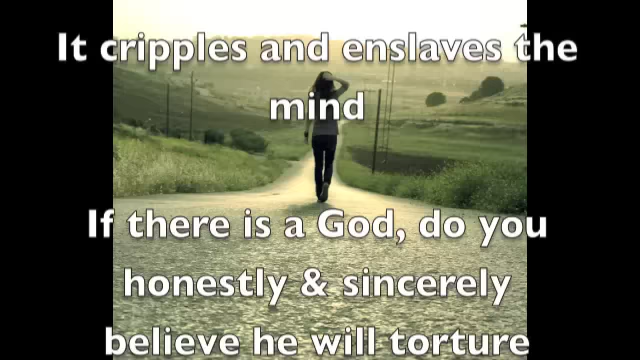 It cripples and enslaves the
mind
If there is a God, do you
honestly & sincerely
believe he will torture